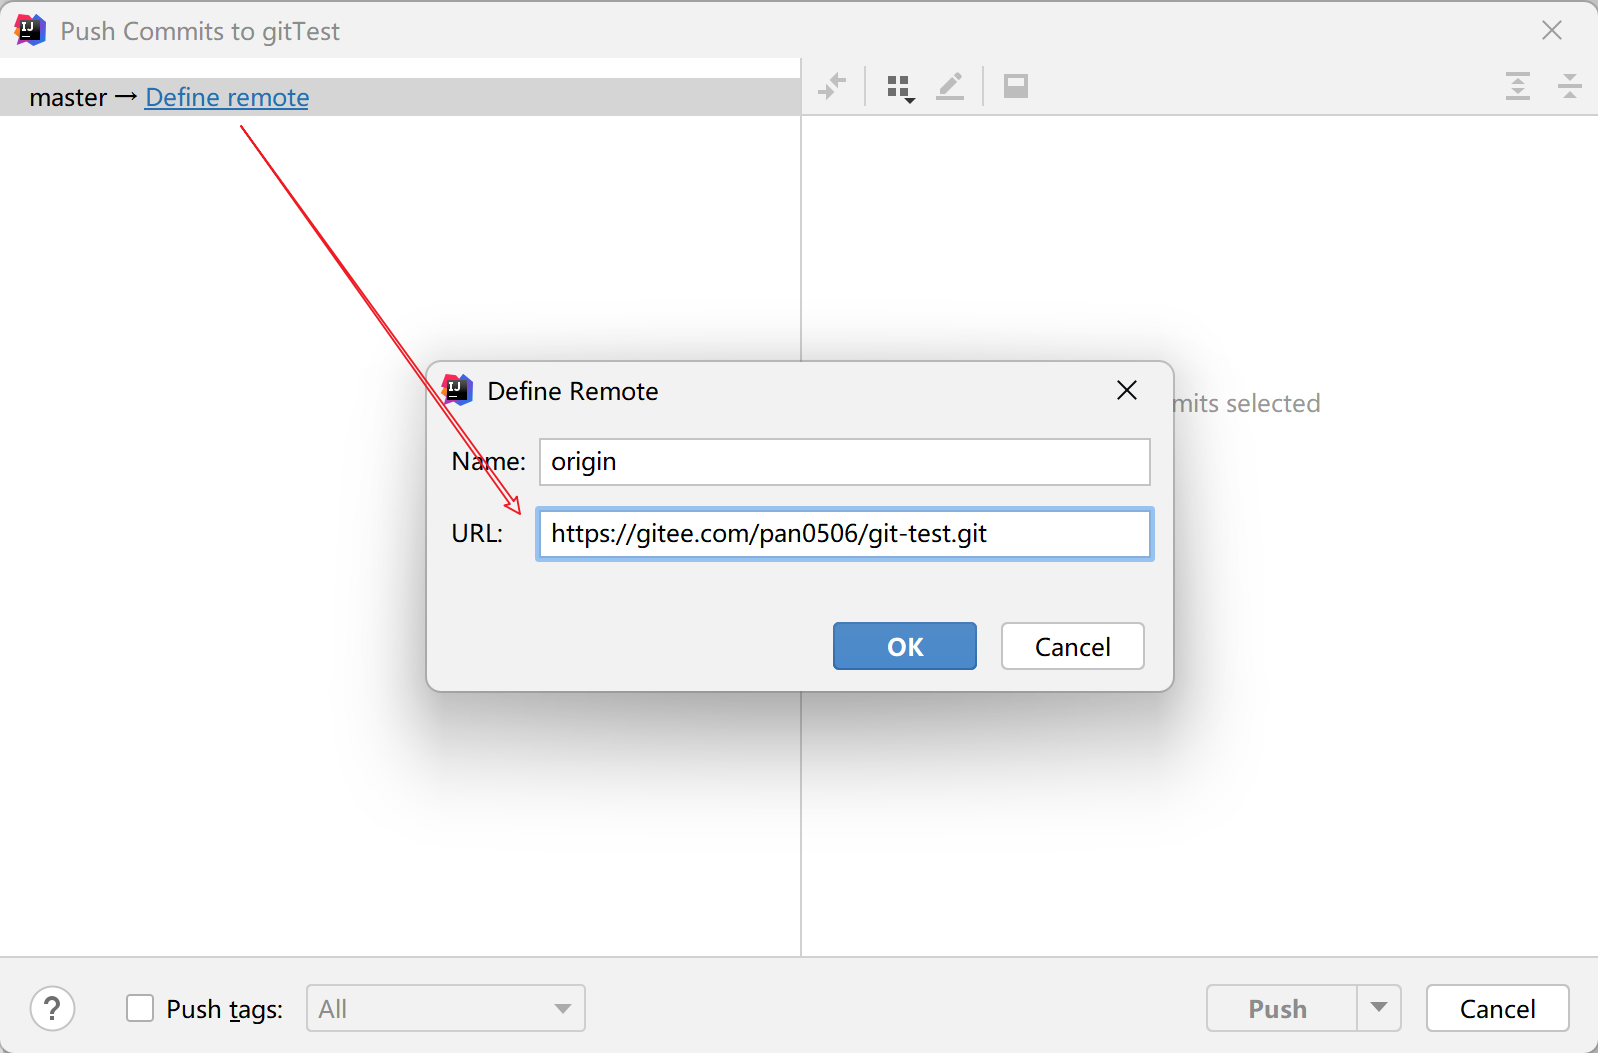 Push Commits to gitTest
master → Define remote
Define Remote
mits selected
Name: origin
URL: https://gitee.com/pan0506/git-test.git
OK Cancel
? Push tags: All Push Cancel